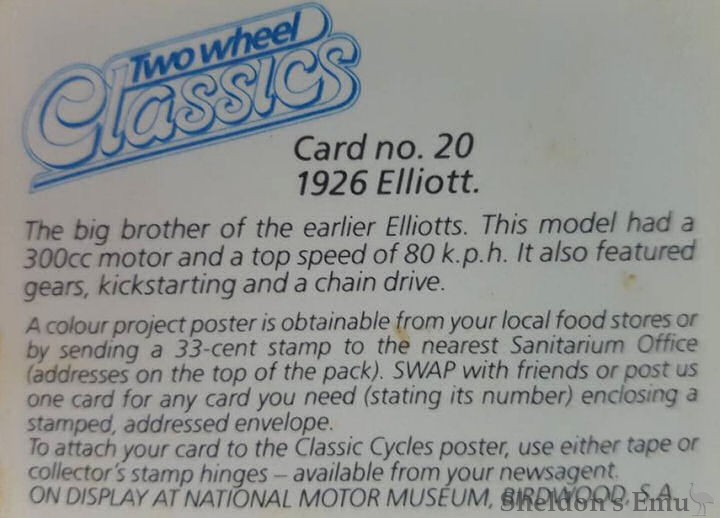 Two wheel
Classics
Card no. 20
1926 Elliott.
The big brother of the earlier Elliotts. This model had a
300cc motor and a top speed of 80 k.p.h. It also featured
gears, kickstarting and a chain drive.
A colour project poster is obtainable from your local food stores or
by sending a 33-cent stamp to the nearest Sanitarium Office
(addresses on the top of the pack). SWAP with friends or post us
one card for any card you need (stating its number) enclosing a
stamped, addressed envelope.
To attach your card to the Classic Cycles poster, use either tape or
collector's stamp hinges – available from your newsagent.
ON DISPLAY AT NATIONAL MOTOR MUSEUM, BIRDWOOD, S.A.
Sheldon's Emu